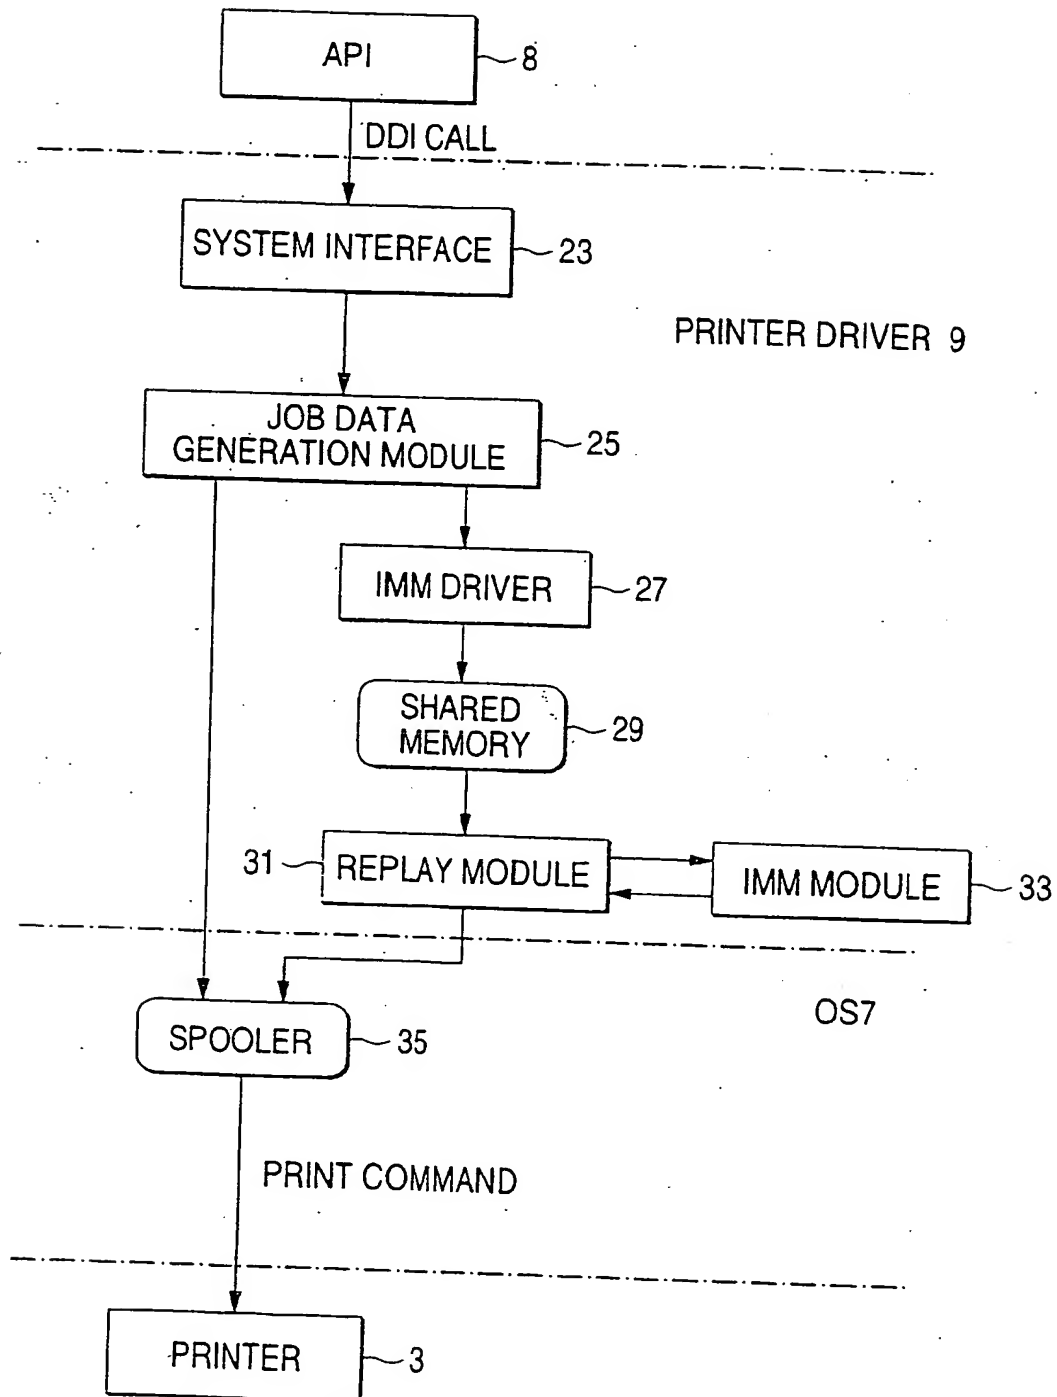 API
8
DDI CALL
SYSTEM INTERFACE
23
PRINTER DRIVER 9
JOB DATA
GENERATION MODULE
25
IMM DRIVER
27
SHARED
MEMORY
29
31
REPLAY MODULE
IMM MODULE
33
OS7
SPOOLER
35
PRINT COMMAND
PRINTER
3